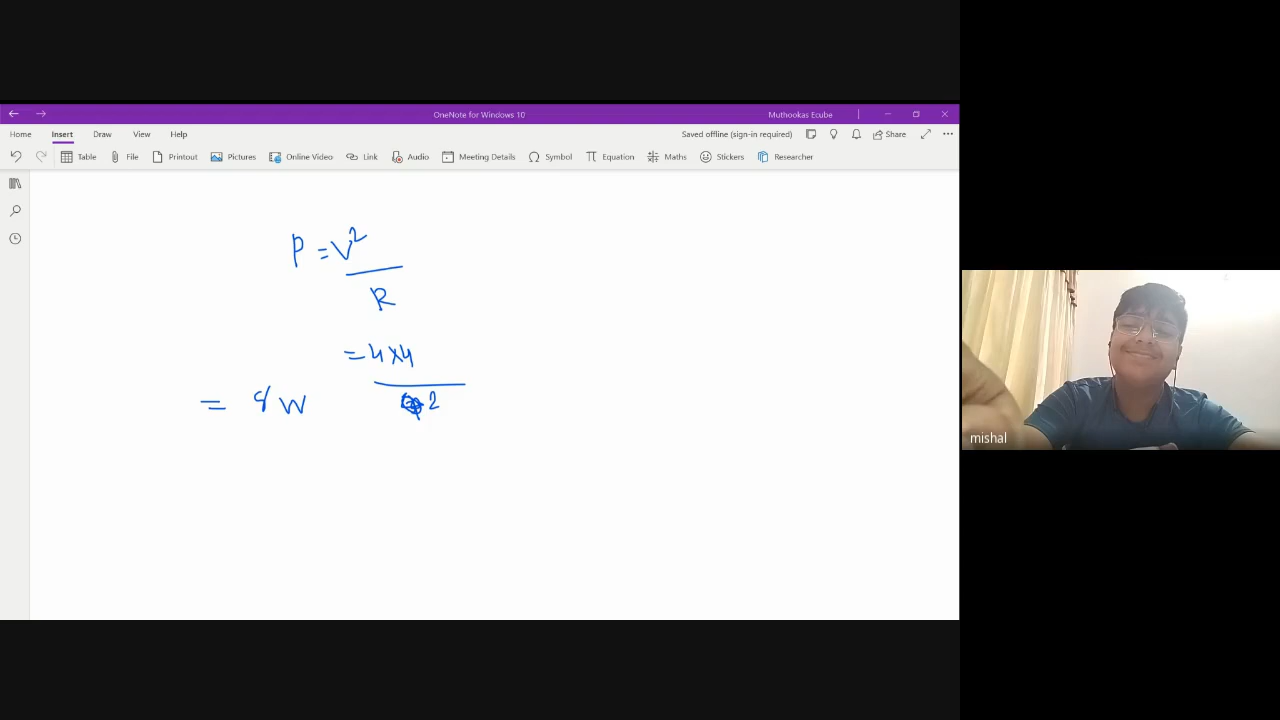 OneNote for Windows 10
Muthookas Ecube
Home Insert Draw View Help
Saved offline (sign-in required) Share
Table File Printout Pictures Online Video Link Audio Meeting Details Symbol Equation Maths Stickers Researcher
P = V²
R
= 4×4
2
= 8 W
mishal